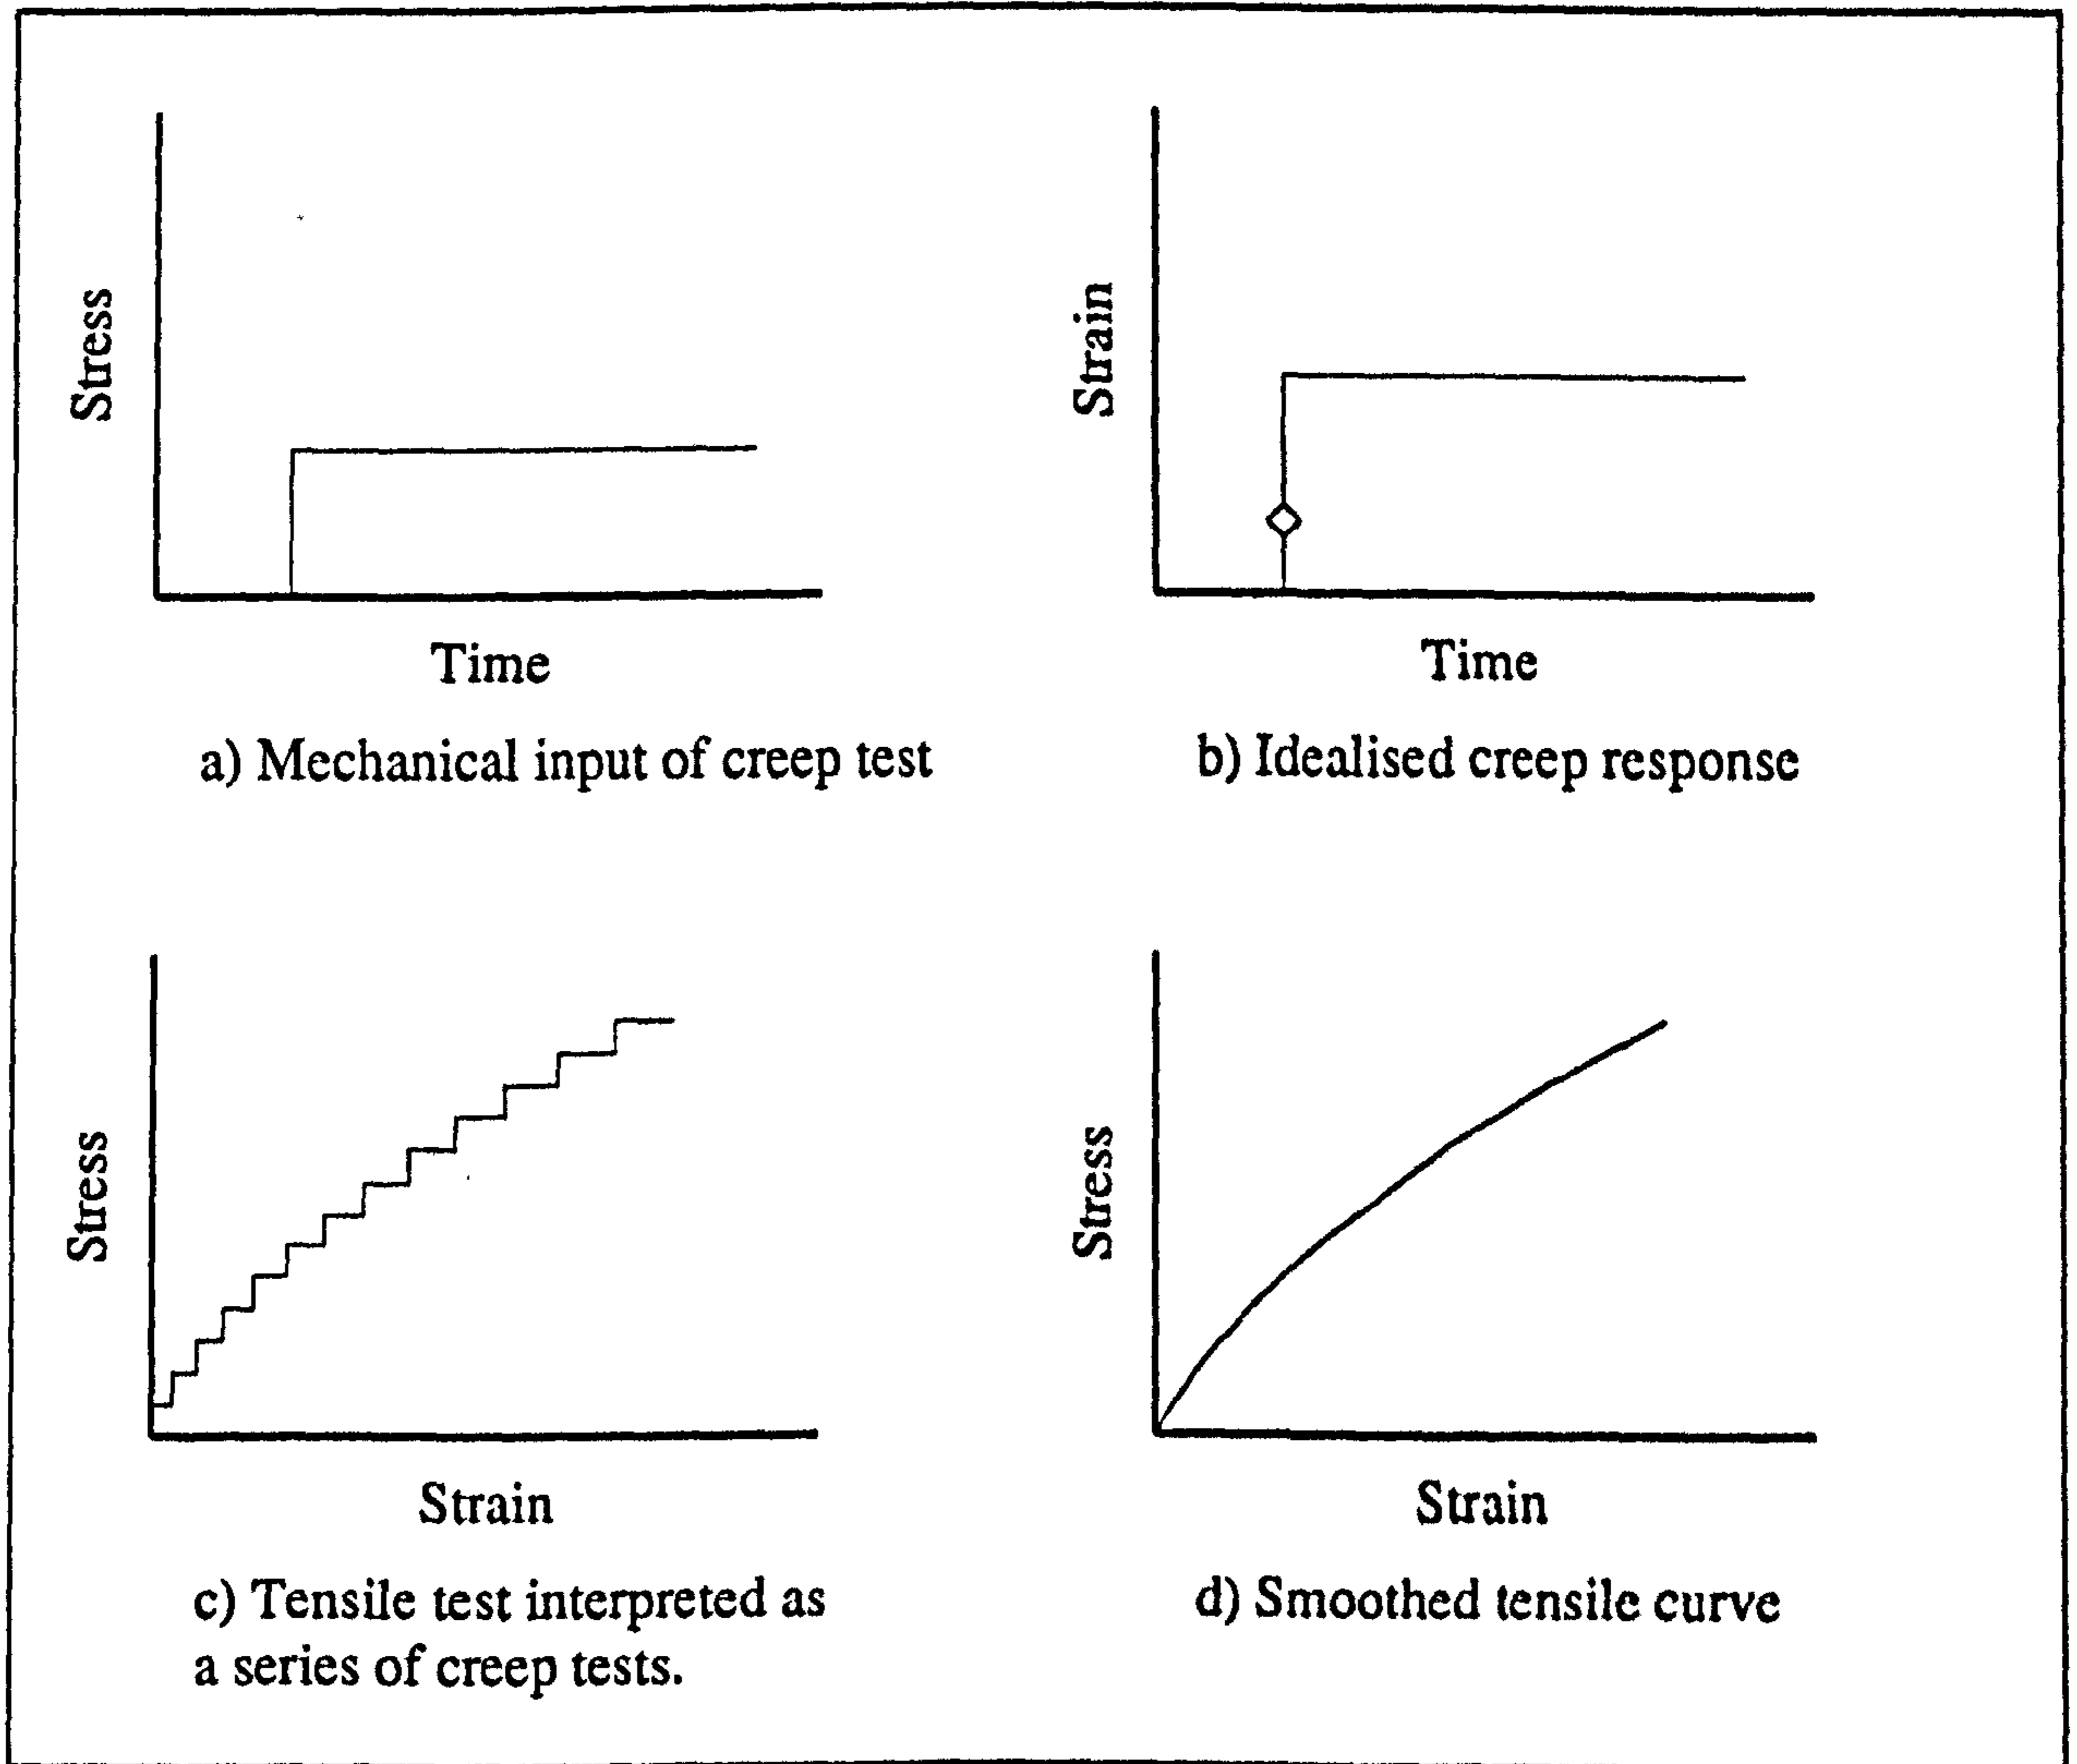 Stress
Time
a) Mechanical input of creep test
Strain
Time
b) Idealised creep response
Stress
Strain
c) Tensile test interpreted as
a series of creep tests.
Stress
Strain
d) Smoothed tensile curve